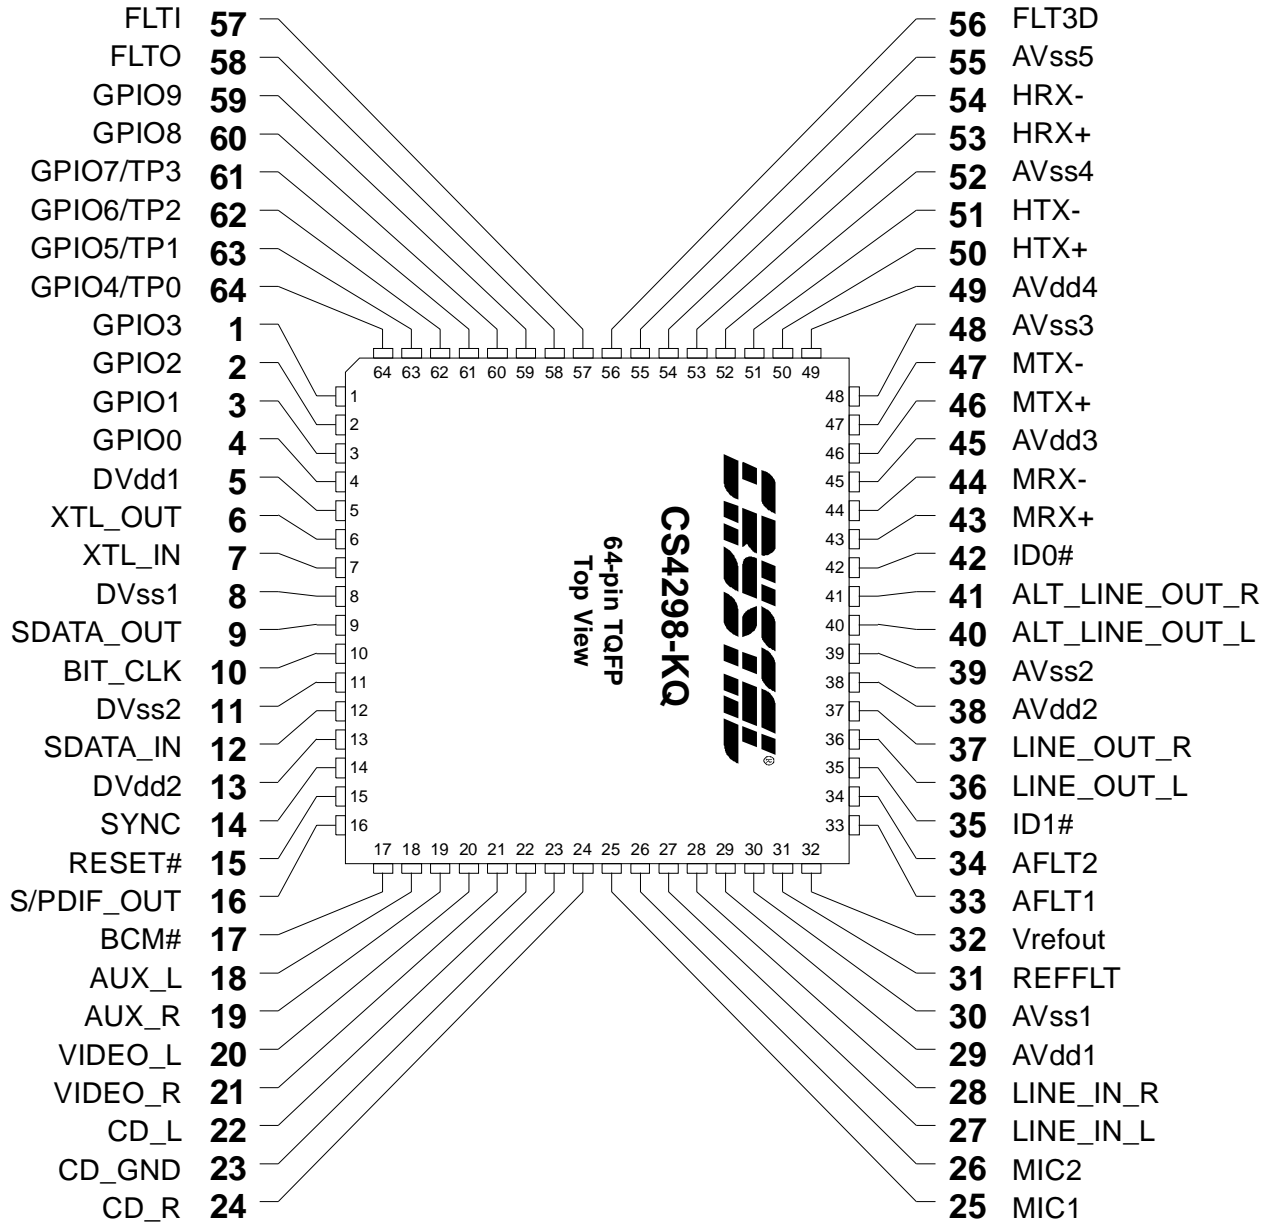 FLTI 57
FLTO 58
GPIO9 59
GPIO8 60
GPIO7/TP3 61
GPIO6/TP2 62
GPIO5/TP1 63
GPIO4/TP0 64
GPIO3 1
GPIO2 2
GPIO1 3
GPIO0 4
DVdd1 5
XTL_OUT 6
XTL_IN 7
DVss1 8
SDATA_OUT 9
BIT_CLK 10
DVss2 11
SDATA_IN 12
DVdd2 13
SYNC 14
RESET# 15
S/PDIF_OUT 16
BCM# 17
AUX_L 18
AUX_R 19
VIDEO_L 20
VIDEO_R 21
CD_L 22
CD_GND 23
CD_R 24
64 63 62 61 60 59 58 57 56 55 54 53 52 51 50 49
1
2
3
4
5
6
7
8
9
10
11
12
13
14
15
16
CRYSTAL
®
CS4298-KQ
64-pin TQFP
Top View
48
47
46
45
44
43
42
41
40
39
38
37
36
35
34
33
17 18 19 20 21 22 23 24 25 26 27 28 29 30 31 32
56 FLT3D
55 AVss5
54 HRX-
53 HRX+
52 AVss4
51 HTX-
50 HTX+
49 AVdd4
48 AVss3
47 MTX-
46 MTX+
45 AVdd3
44 MRX-
43 MRX+
42 ID0#
41 ALT_LINE_OUT_R
40 ALT_LINE_OUT_L
39 AVss2
38 AVdd2
37 LINE_OUT_R
36 LINE_OUT_L
35 ID1#
34 AFLT2
33 AFLT1
32 Vrefout
31 REFFLT
30 AVss1
29 AVdd1
28 LINE_IN_R
27 LINE_IN_L
26 MIC2
25 MIC1